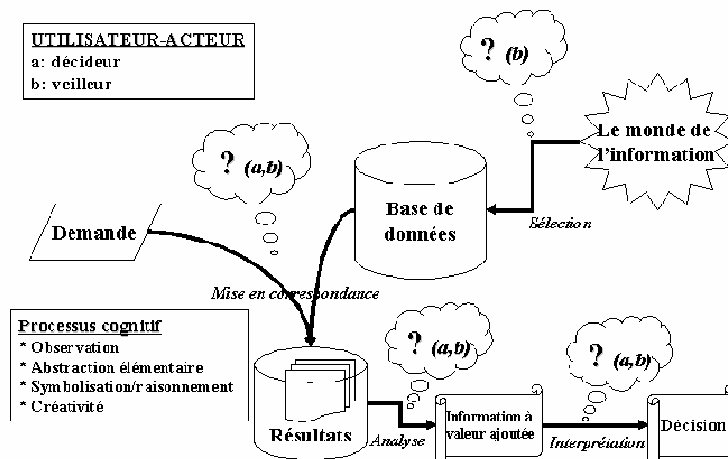 UTILISATEUR-ACTEUR
a: décideur
b: veilleur
? (b)
Le monde de
l'information
? (a,b)
Base de
données
Sélection
Demande
Mise en correspondance
Processus cognitif
* Observation
* Abstraction élémentaire
* Symbolisation/raisonnement
* Créativité
? (a,b)
? (a,b)
Résultats
Analyse
Information à
valeur ajoutée
Interprétation
Décision